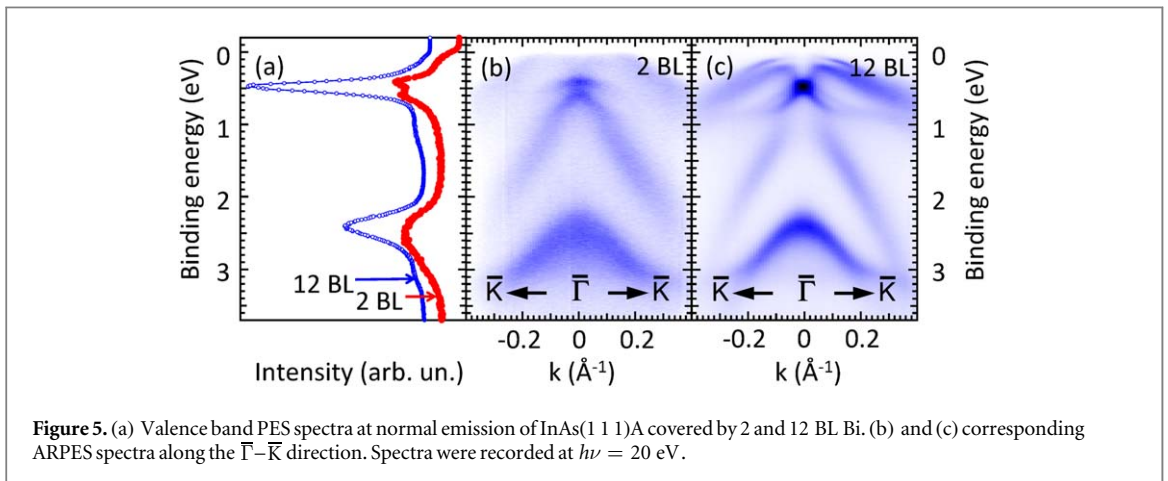 (a)
(b)
2 BL
(c)
12 BL
0
1
2
3
Binding energy (eV)
0
1
2
3
Binding energy (eV)
12 BL
2 BL
K̅ Γ̅ K̅
K̅ Γ̅ K̅
-0.2 0 0.2
-0.2 0 0.2
Intensity (arb. un.)
k (Å⁻¹)
k (Å⁻¹)
Figure 5. (a) Valence band PES spectra at normal emission of InAs(1 1 1)A covered by 2 and 12 BL Bi. (b) and (c) corresponding
ARPES spectra along the Γ̅–K̅ direction. Spectra were recorded at hν = 20 eV.